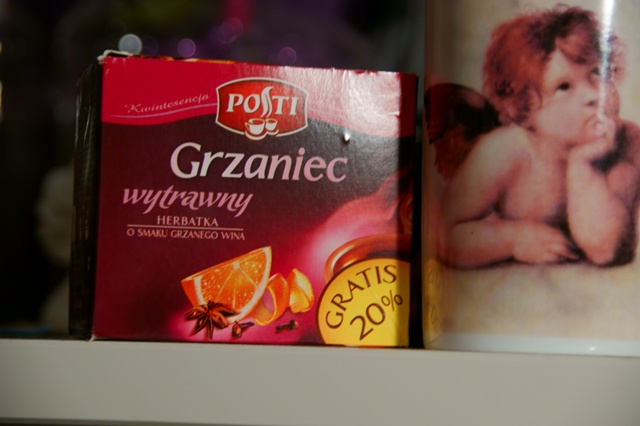 Kwintesencja
POSTI
Grzaniec
wytrawny
HERBATKA
O SMAKU GRZANEGO WINA
GRATIS
20%